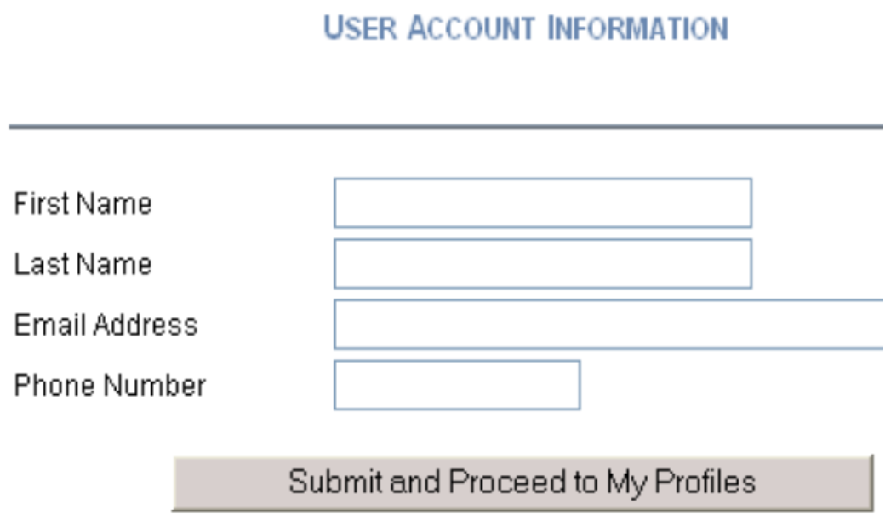 USER ACCOUNT INFORMATION
First Name
Last Name
Email Address
Phone Number
Submit and Proceed to My Profiles